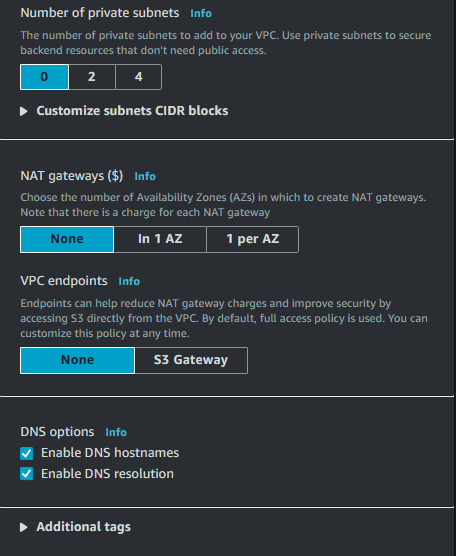 Number of private subnets Info
The number of private subnets to add to your VPC. Use private subnets to secure
backend resources that don't need public access.
0 2 4
Customize subnets CIDR blocks
NAT gateways ($) Info
Choose the number of Availability Zones (AZs) in which to create NAT gateways.
Note that there is a charge for each NAT gateway
None In 1 AZ 1 per AZ
VPC endpoints Info
Endpoints can help reduce NAT gateway charges and improve security by
accessing S3 directly from the VPC. By default, full access policy is used. You can
customize this policy at any time.
None S3 Gateway
DNS options Info
Enable DNS hostnames
Enable DNS resolution
Additional tags